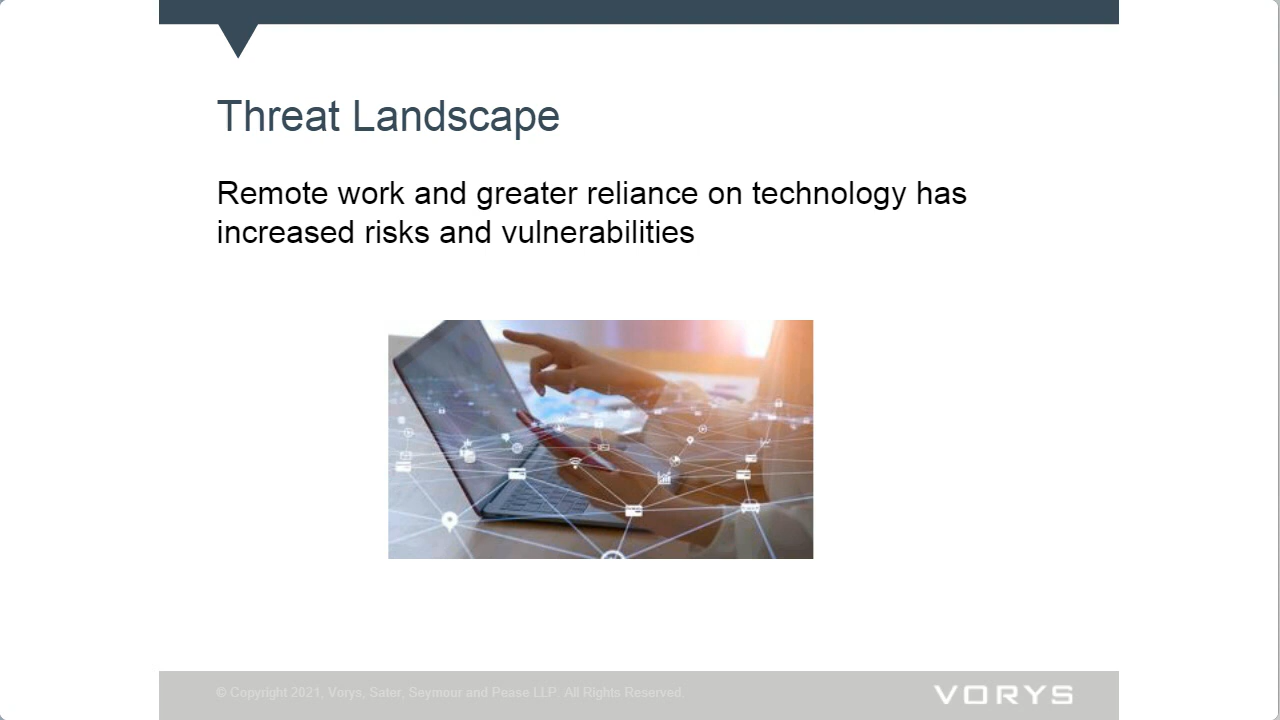 Threat Landscape
Remote work and greater reliance on technology has
increased risks and vulnerabilities
© Copyright 2021, Vorys, Sater, Seymour and Pease LLP. All Rights Reserved.
VORYS